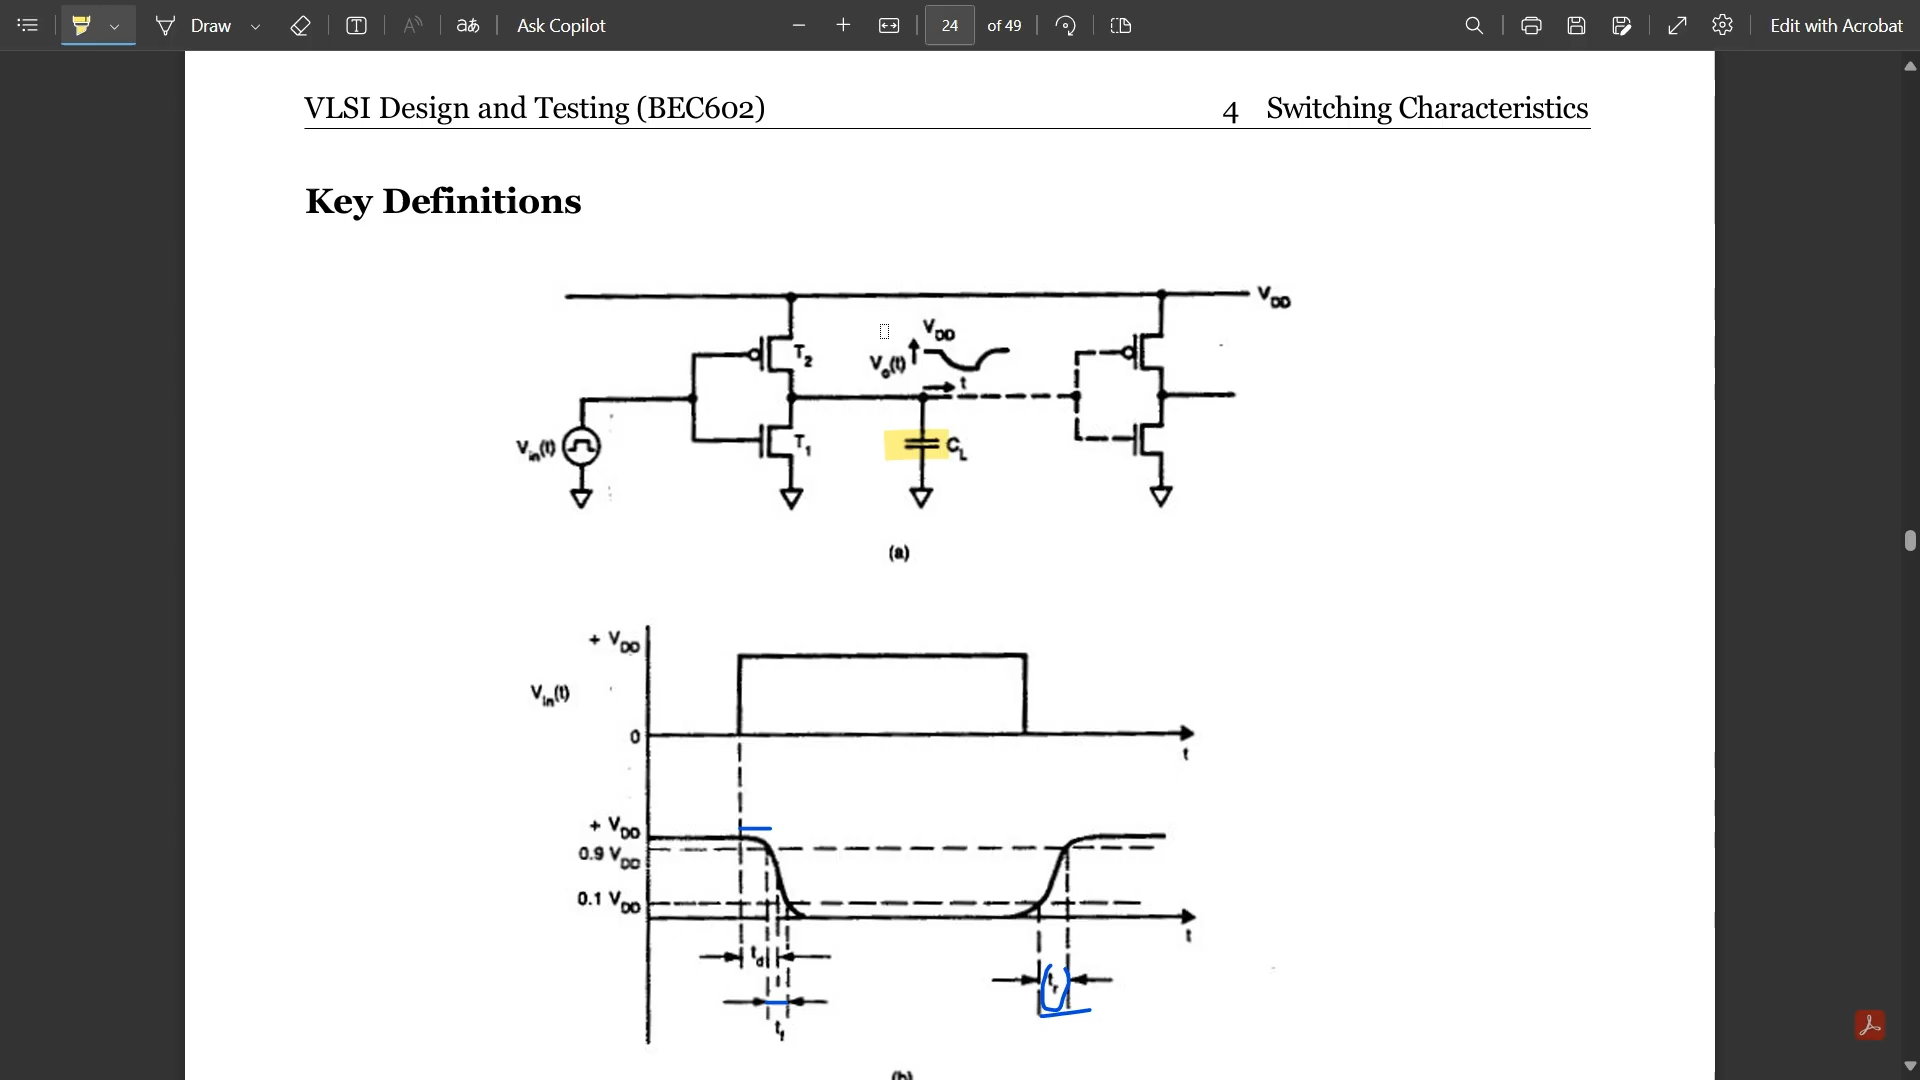 Draw
aあ
Ask Copilot
24 of 49
Edit with Acrobat
VLSI Design and Testing (BEC602) 4 Switching Characteristics
Key Definitions
VDD
VDD
T2
Vo(t)
t
Vin(t)
T1
CL
(a)
+ VDD
Vin(t)
0
t
+ VDD
0.9 VDD
0.1 VDD
t
td
tr
tf
(b)